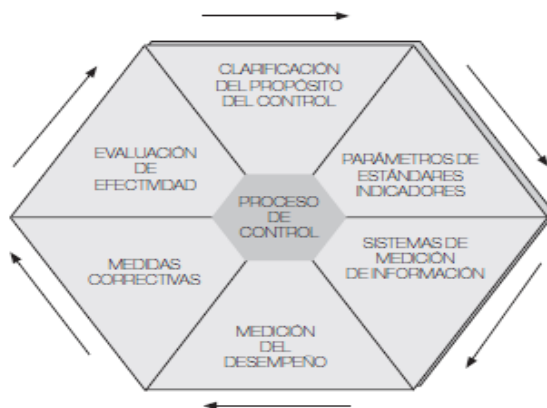 CLARIFICACIÓN
DEL PROPÓSITO
DEL CONTROL
PARÁMETROS DE
ESTÁNDARES
INDICADORES
SISTEMAS DE
MEDICIÓN
DE INFORMACIÓN
MEDICIÓN
DEL
DESEMPEÑO
MEDIDAS
CORRECTIVAS
EVALUACIÓN
DE
EFECTIVIDAD
PROCESO
DE
CONTROL